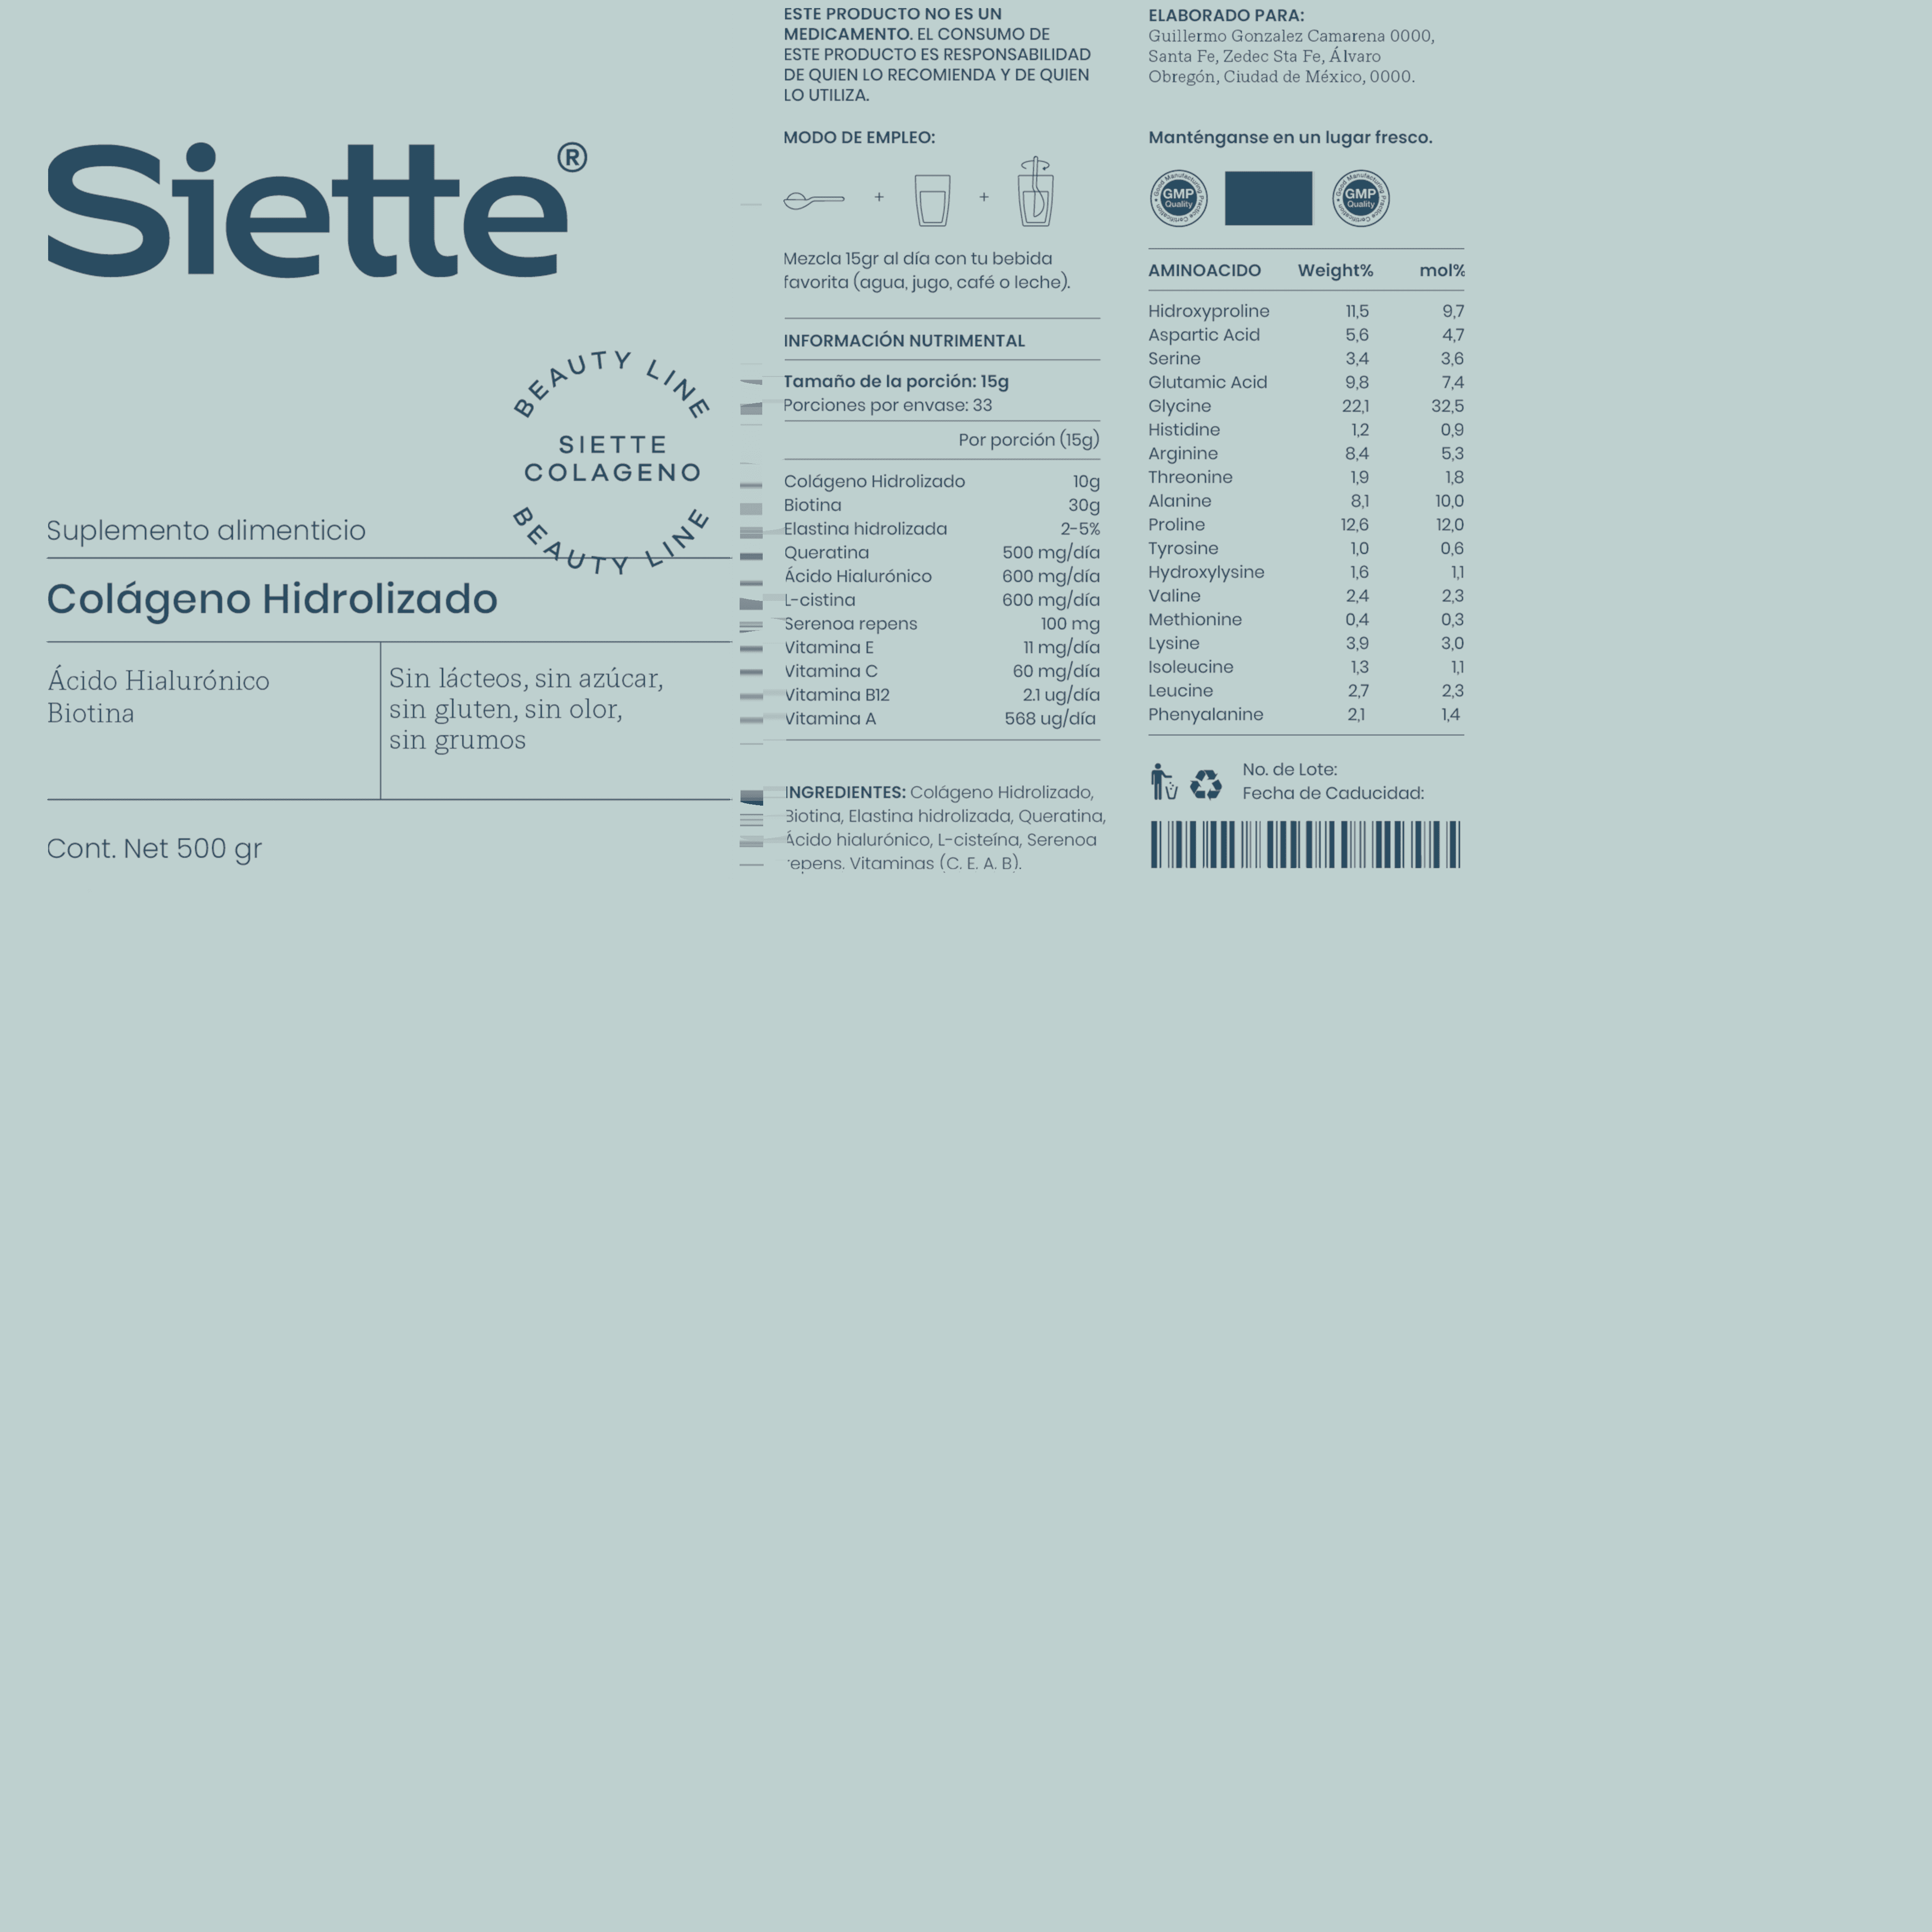 Siette®
BEAUTY LINE
SIETTE
COLAGENO
BEAUTY LINE
Suplemento alimenticio
Colágeno Hidrolizado
Ácido Hialurónico
Biotina
Sin lácteos, sin azúcar,
sin gluten, sin olor,
sin grumos
Cont. Net 500 gr
ESTE PRODUCTO NO ES UN
MEDICAMENTO. EL CONSUMO DE
ESTE PRODUCTO ES RESPONSABILIDAD
DE QUIEN LO RECOMIENDA Y DE QUIEN
LO UTILIZA.
MODO DE EMPLEO:
+ +
Mezcla 15gr al día con tu bebida
favorita (agua, jugo, café o leche).
INFORMACIÓN NUTRIMENTAL
Tamaño de la porción: 15g
Porciones por envase: 33
Por porción (15g)
Colágeno Hidrolizado 10g
Biotina 30g
Elastina hidrolizada 2-5%
Queratina 500 mg/día
Ácido Hialurónico 600 mg/día
L-cistina 600 mg/día
Serenoa repens 100 mg
Vitamina E 11 mg/día
Vitamina C 60 mg/día
Vitamina B12 2.1 ug/día
Vitamina A 568 ug/día
INGREDIENTES: Colágeno Hidrolizado,
Biotina, Elastina hidrolizada, Queratina,
Ácido hialurónico, L-cisteína, Serenoa
repens. Vitaminas (C. E. A. B).
ELABORADO PARA:
Guillermo Gonzalez Camarena 0000,
Santa Fe, Zedec Sta Fe, Álvaro
Obregón, Ciudad de México, 0000.
Manténganse en un lugar fresco.
Good Manufacturing Practice Certification
GMP
Quality
Good Manufacturing Practice Certification
GMP
Quality
AMINOACIDO Weight% mol%
Hidroxyproline 11,5 9,7
Aspartic Acid 5,6 4,7
Serine 3,4 3,6
Glutamic Acid 9,8 7,4
Glycine 22,1 32,5
Histidine 1,2 0,9
Arginine 8,4 5,3
Threonine 1,9 1,8
Alanine 8,1 10,0
Proline 12,6 12,0
Tyrosine 1,0 0,6
Hydroxylysine 1,6 1,1
Valine 2,4 2,3
Methionine 0,4 0,3
Lysine 3,9 3,0
Isoleucine 1,3 1,1
Leucine 2,7 2,3
Phenyalanine 2,1 1,4
No. de Lote:
Fecha de Caducidad: